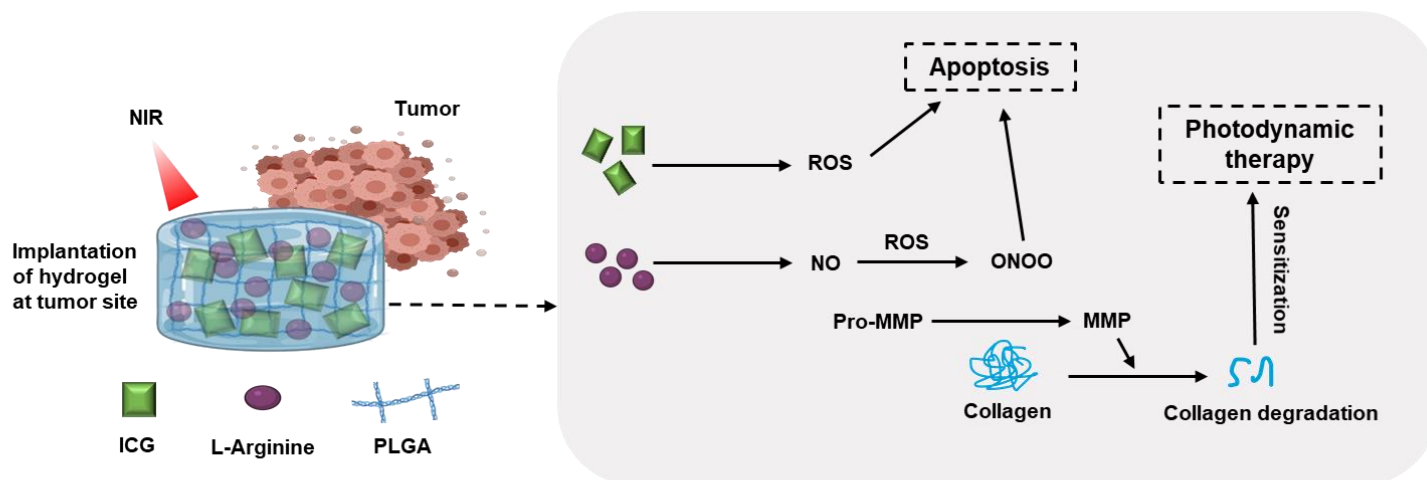 NIR
Tumor
Implantation
of hydrogel
at tumor site
ICG
L-Arginine
PLGA
Apoptosis
Photodynamic
therapy
ROS
NO
ROS
ONOO
Sensitization
Pro-MMP
MMP
Collagen
Collagen degradation